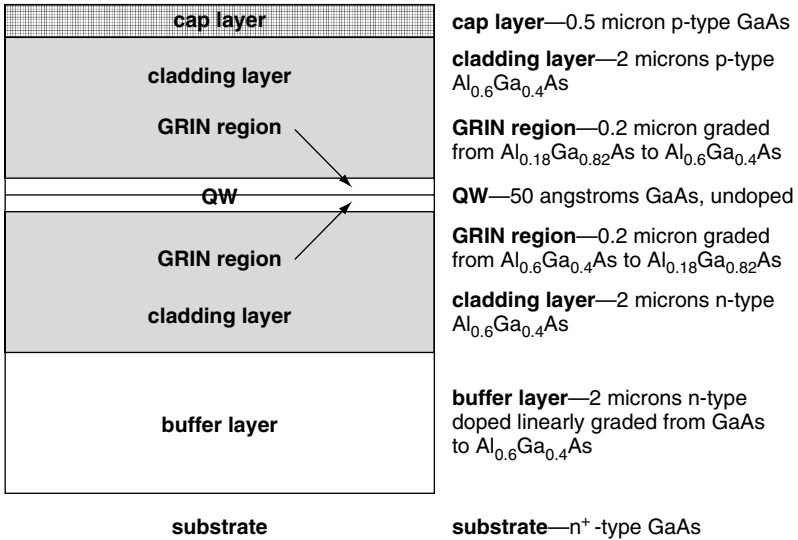 cap layer
cap layer—0.5 micron p-type GaAs
cladding layer
cladding layer—2 microns p-type
Al0.6Ga0.4As
GRIN region
GRIN region—0.2 micron graded
from Al0.18Ga0.82As to Al0.6Ga0.4As
QW
QW—50 angstroms GaAs, undoped
GRIN region
GRIN region—0.2 micron graded
from Al0.6Ga0.4As to Al0.18Ga0.82As
cladding layer
cladding layer—2 microns n-type
Al0.6Ga0.4As
buffer layer
buffer layer—2 microns n-type
doped linearly graded from GaAs
to Al0.6Ga0.4As
substrate
substrate—n+ -type GaAs